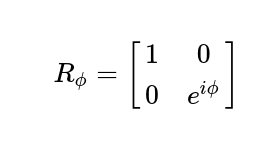 R_ϕ = [ 1 0
0 e^{iϕ} ]